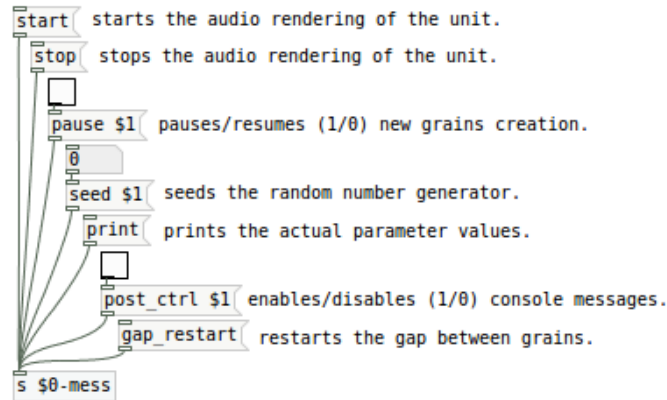 start starts the audio rendering of the unit.
stop stops the audio rendering of the unit.
pause $1 pauses/resumes (1/0) new grains creation.
0
seed $1 seeds the random number generator.
print prints the actual parameter values.
post_ctrl $1 enables/disables (1/0) console messages.
gap_restart restarts the gap between grains.
s $0-mess